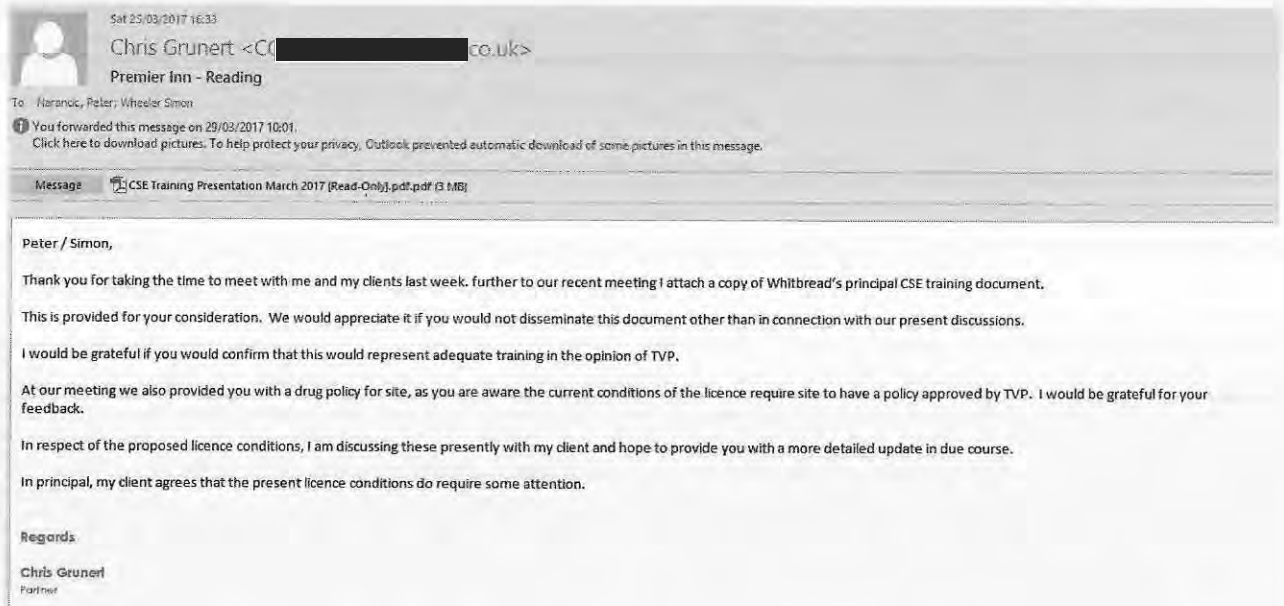 Sat 25/03/2017 16:33
Chris Grunert <C co.uk>
Premier Inn - Reading
To Narancic, Peter; Wheeler Simon
You forwarded this message on 29/03/2017 10:01.
Click here to download pictures. To help protect your privacy, Outlook prevented automatic download of some pictures in this message.
Message CSE Training Presentation March 2017 [Read-Only].pdf.pdf (3 MB)
Peter / Simon,
Thank you for taking the time to meet with me and my clients last week. further to our recent meeting I attach a copy of Whitbread's principal CSE training document.
This is provided for your consideration. We would appreciate it if you would not disseminate this document other than in connection with our present discussions.
I would be grateful if you would confirm that this would represent adequate training in the opinion of TVP.
At our meeting we also provided you with a drug policy for site, as you are aware the current conditions of the licence require site to have a policy approved by TVP. I would be grateful for your
feedback.
In respect of the proposed licence conditions, I am discussing these presently with my client and hope to provide you with a more detailed update in due course.
In principal, my client agrees that the present licence conditions do require some attention.
Regards
Chris Grunert
Partner